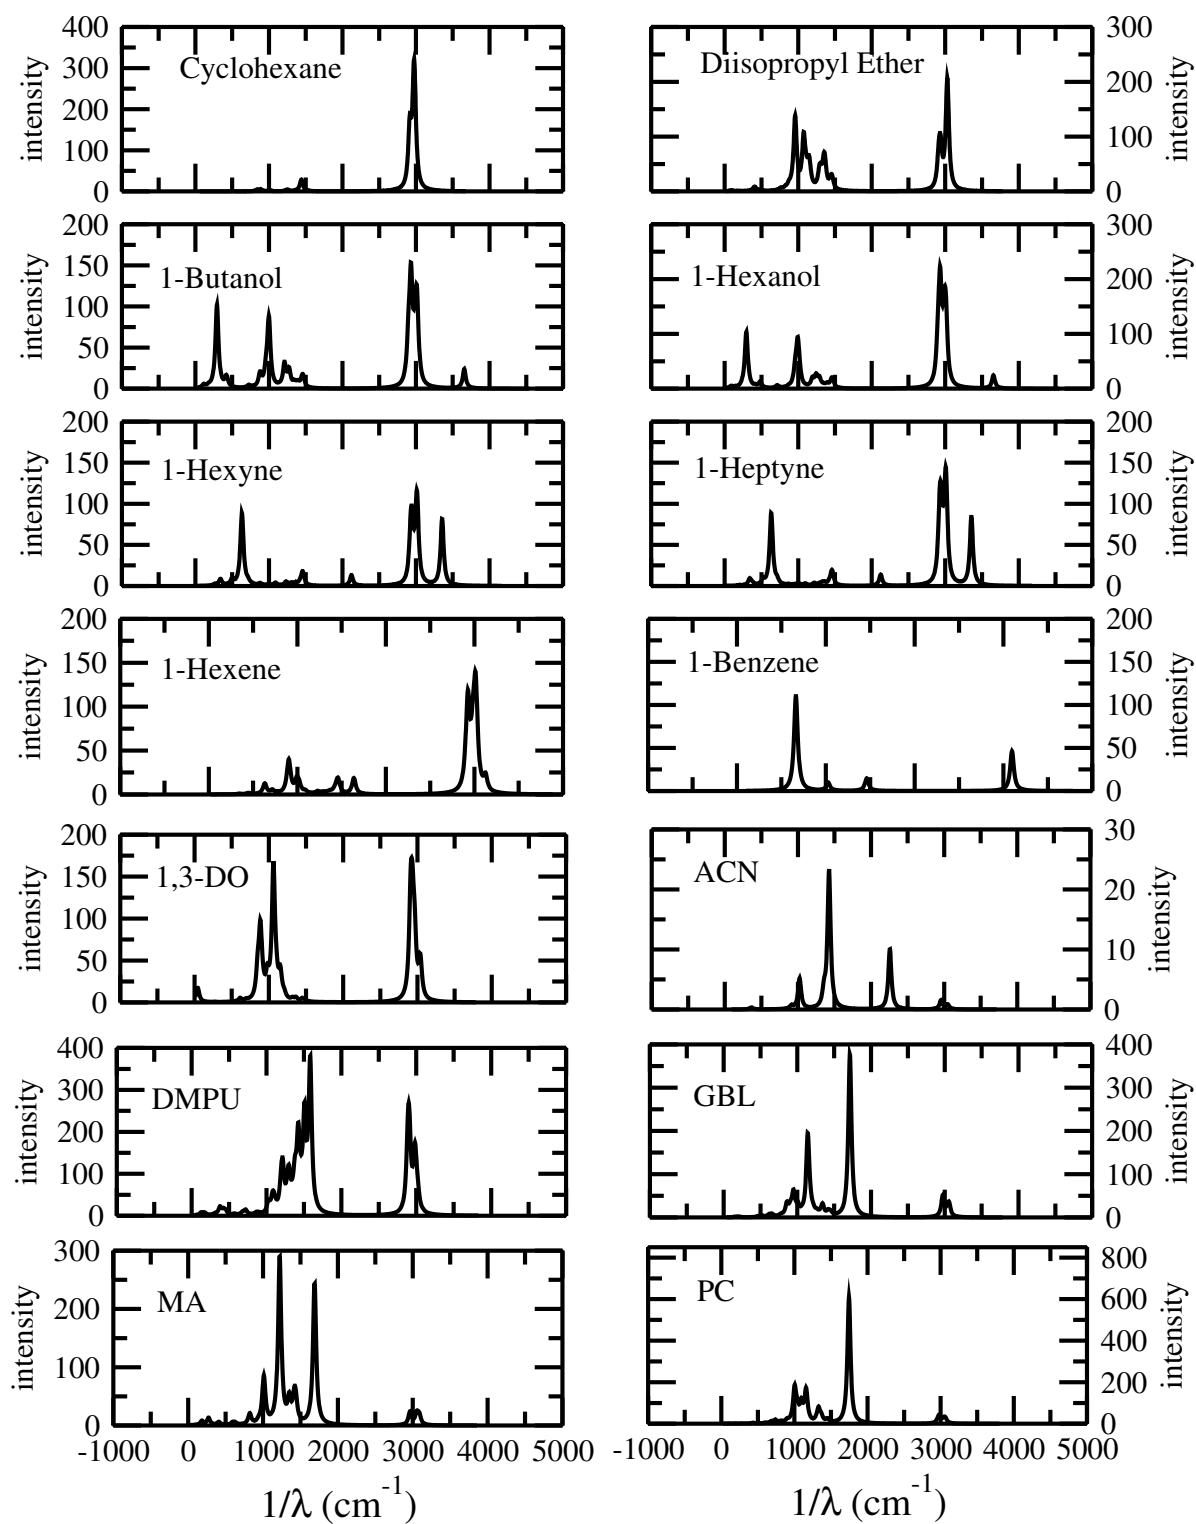 400
300
200
100
0
intensity
Cyclohexane
300
200
100
0
intensity
Diisopropyl Ether
200
150
100
50
0
intensity
1-Butanol
300
200
100
0
intensity
1-Hexanol
200
150
100
50
0
intensity
1-Hexyne
200
150
100
50
0
intensity
1-Heptyne
200
150
100
50
0
intensity
1-Hexene
200
150
100
50
0
intensity
1-Benzene
200
150
100
50
0
intensity
1,3-DO
30
20
10
0
intensity
ACN
400
300
200
100
0
intensity
DMPU
400
300
200
100
0
intensity
GBL
300
200
100
0
intensity
MA
800
600
400
200
0
intensity
PC
-1000 0 1000 2000 3000 4000 5000
-1000 0 1000 2000 3000 4000 5000
1/λ (cm⁻¹)
1/λ (cm⁻¹)